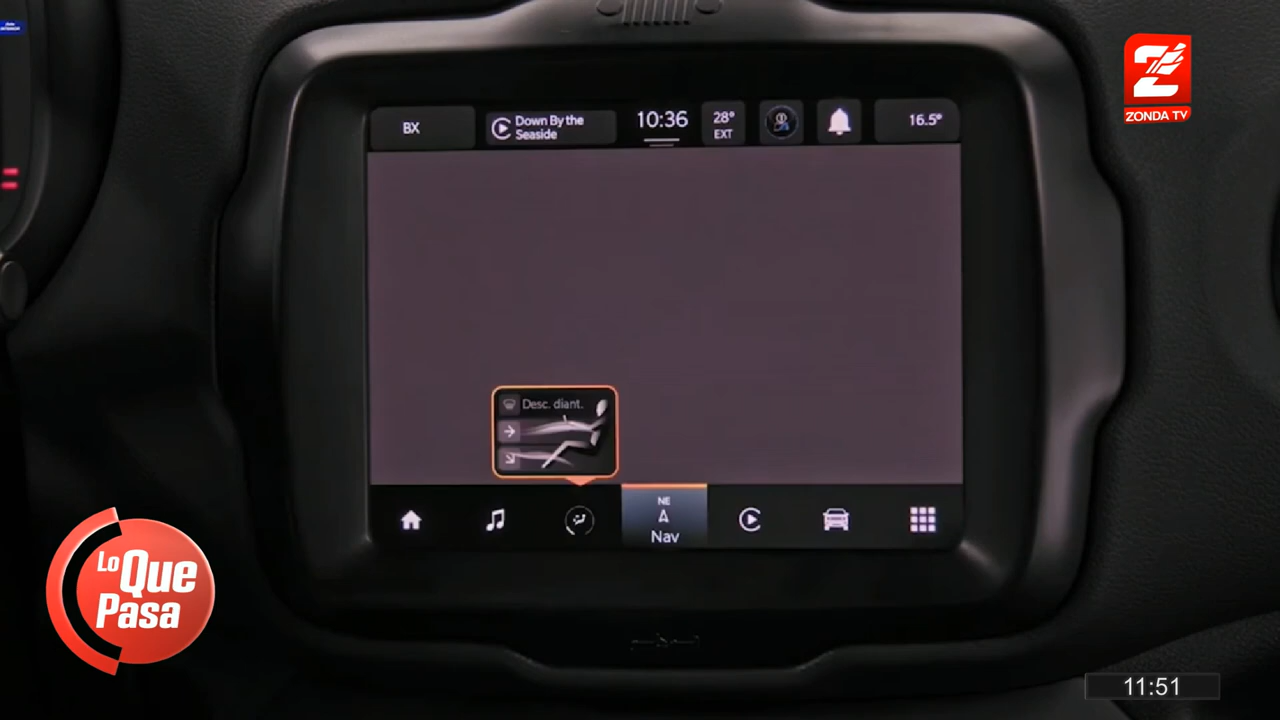 BX
Down By the
Seaside
10:36
28°
EXT
16.5°
ZONDA TV
Desc. diant.
NE
Nav
Lo Que
Pasa
11:51